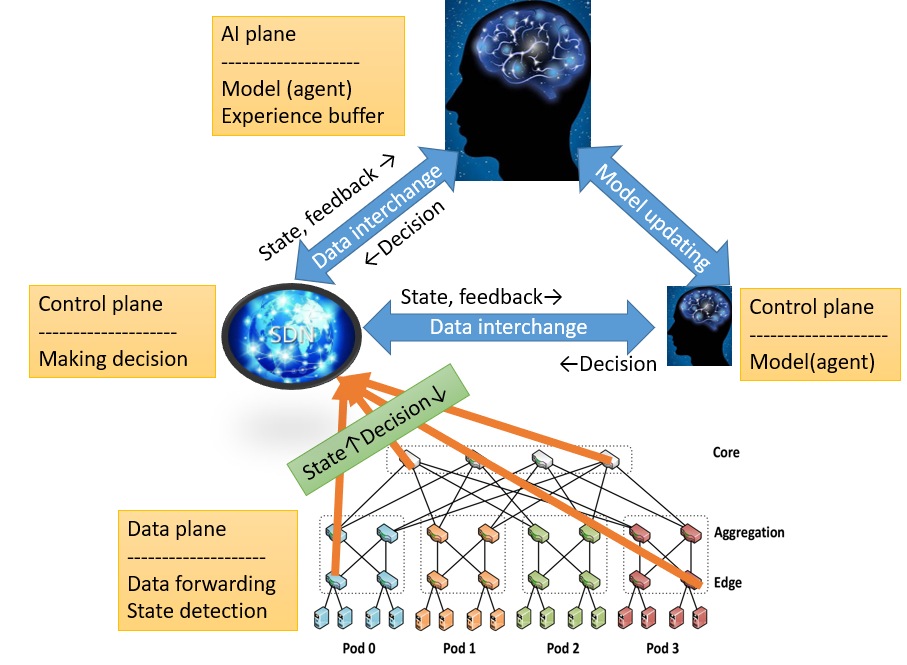 AI plane
--------------------
Model (agent)
Experience buffer
State, feedback →
Data interchange
←Decision
Model updating
Control plane
--------------------
Making decision
SDN
State, feedback→
Data interchange
←Decision
Control plane
--------------------
Model(agent)
State↑Decision↓
Core
Data plane
--------------------
Data forwarding
State detection
Aggregation
Edge
Pod 0
Pod 1
Pod 2
Pod 3